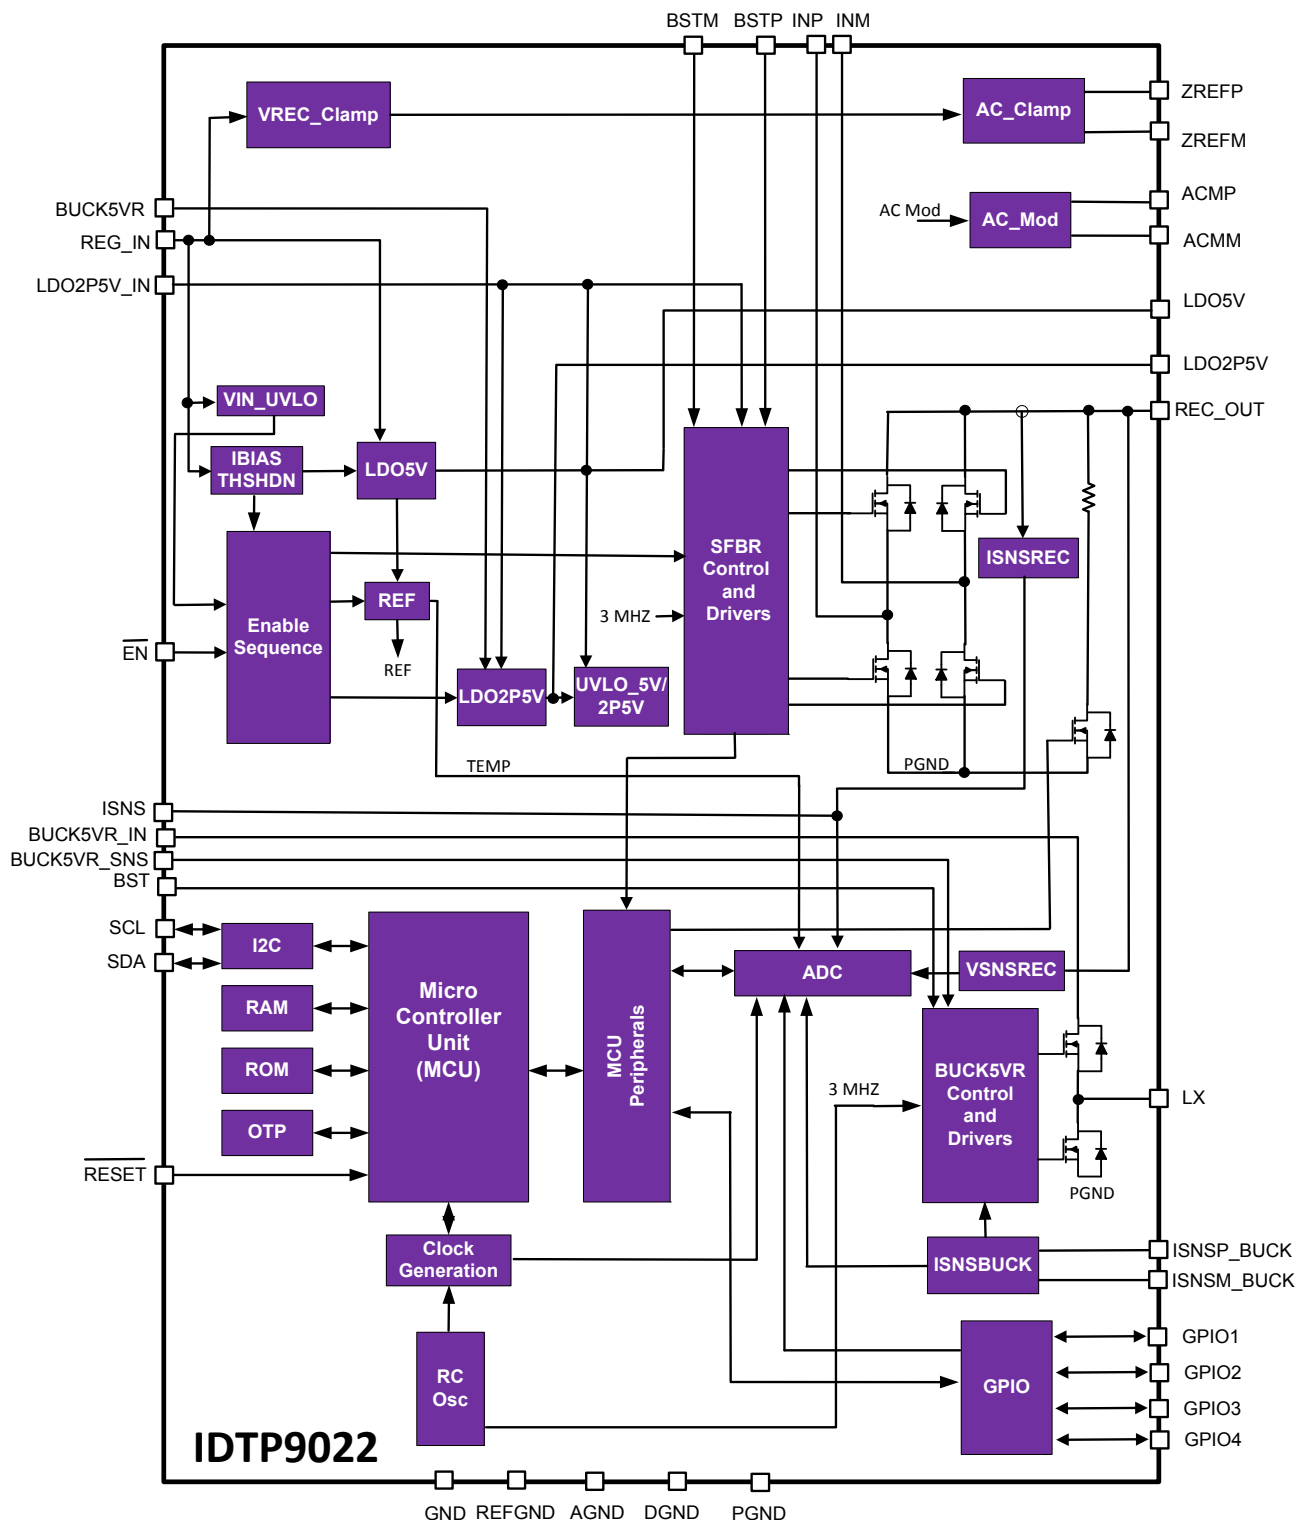 BSTM
BSTP
INP
INM
VREC_Clamp
AC_Clamp
ZREFP
ZREFM
BUCK5VR
REG_IN
LDO2P5V_IN
AC Mod
AC_Mod
ACMP
ACMM
LDO5V
LDO2P5V
REC_OUT
VIN_UVLO
IBIAS
THSHDN
LDO5V
SFBR
Control
and
Drivers
ISNSREC
Enable
Sequence
REF
REF
3 MHZ
EN
LDO2P5V
UVLO_5V/
2P5V
TEMP
PGND
ISNS
BUCK5VR_IN
BUCK5VR_SNS
BST
SCL
SDA
I2C
RAM
ROM
OTP
RESET
Micro
Controller
Unit
(MCU)
MCU
Peripherals
ADC
VSNSREC
3 MHZ
BUCK5VR
Control
and
Drivers
LX
PGND
Clock
Generation
ISNSBUCK
ISNSP_BUCK
ISNSM_BUCK
RC
Osc
GPIO
GPIO1
GPIO2
GPIO3
GPIO4
IDTP9022
GND
REFGND
AGND
DGND
PGND